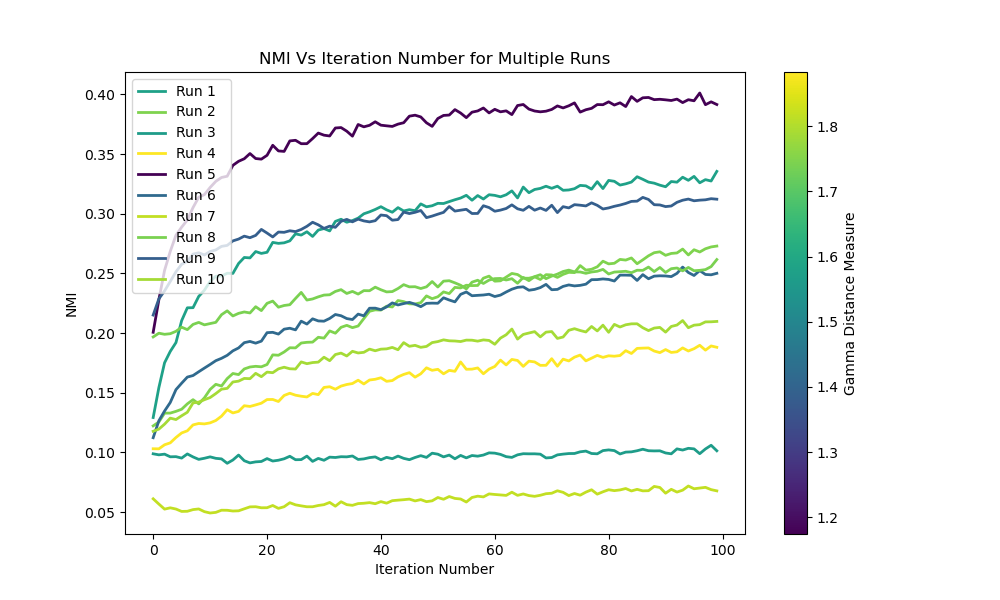 NMI Vs Iteration Number for Multiple Runs
Run 1
Run 2
Run 3
Run 4
Run 5
Run 6
Run 7
Run 8
Run 9
Run 10
0.40
0.35
0.30
0.25
0.20
0.15
0.10
0.05
NMI
0
20
40
60
80
100
Iteration Number
1.8
1.7
1.6
1.5
1.4
1.3
1.2
Gamma Distance Measure